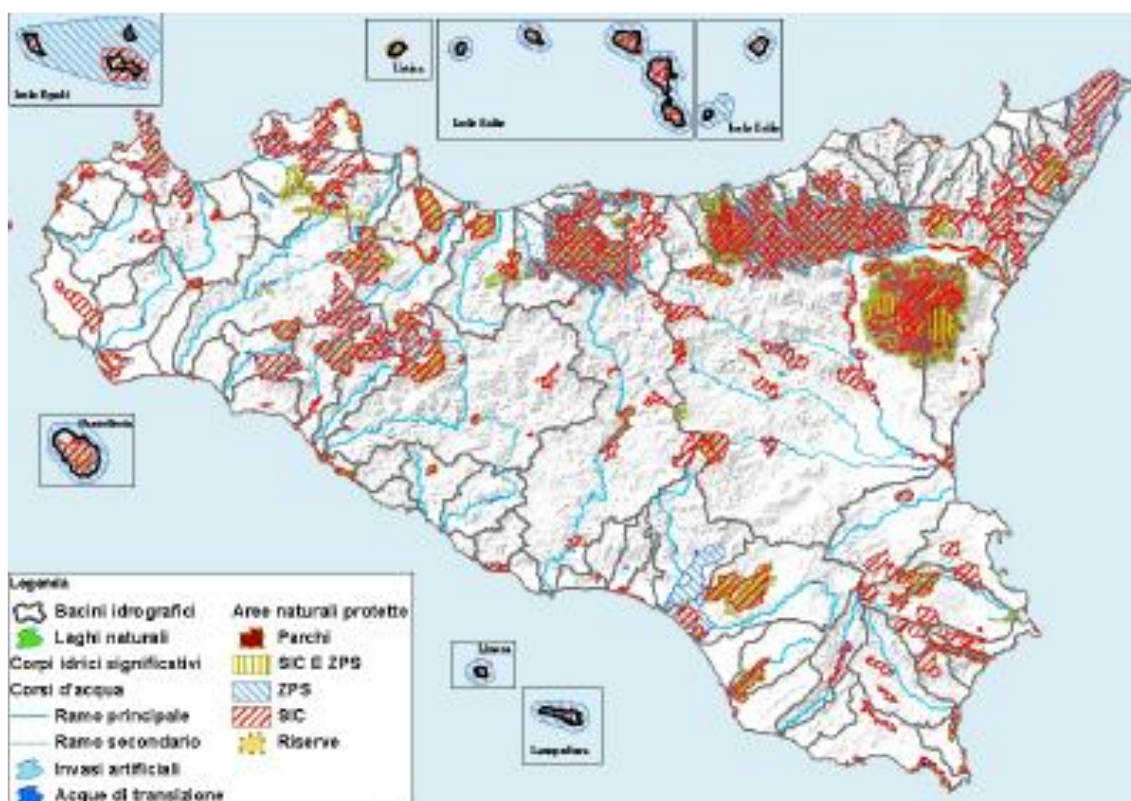 Isole Egadi
Ustica
Isole Eolie
Isole Eolie
Pantelleria
Linosa
Lampedusa
Legenda
Bacini idrografici
Laghi naturali
Corpi idrici significativi
Corsi d'acqua
Ramo principale
Ramo secondario
Invasi artificiali
Acque di transizione
Aree naturali protette
Parchi
SIC E ZPS
ZPS
SIC
Riserve